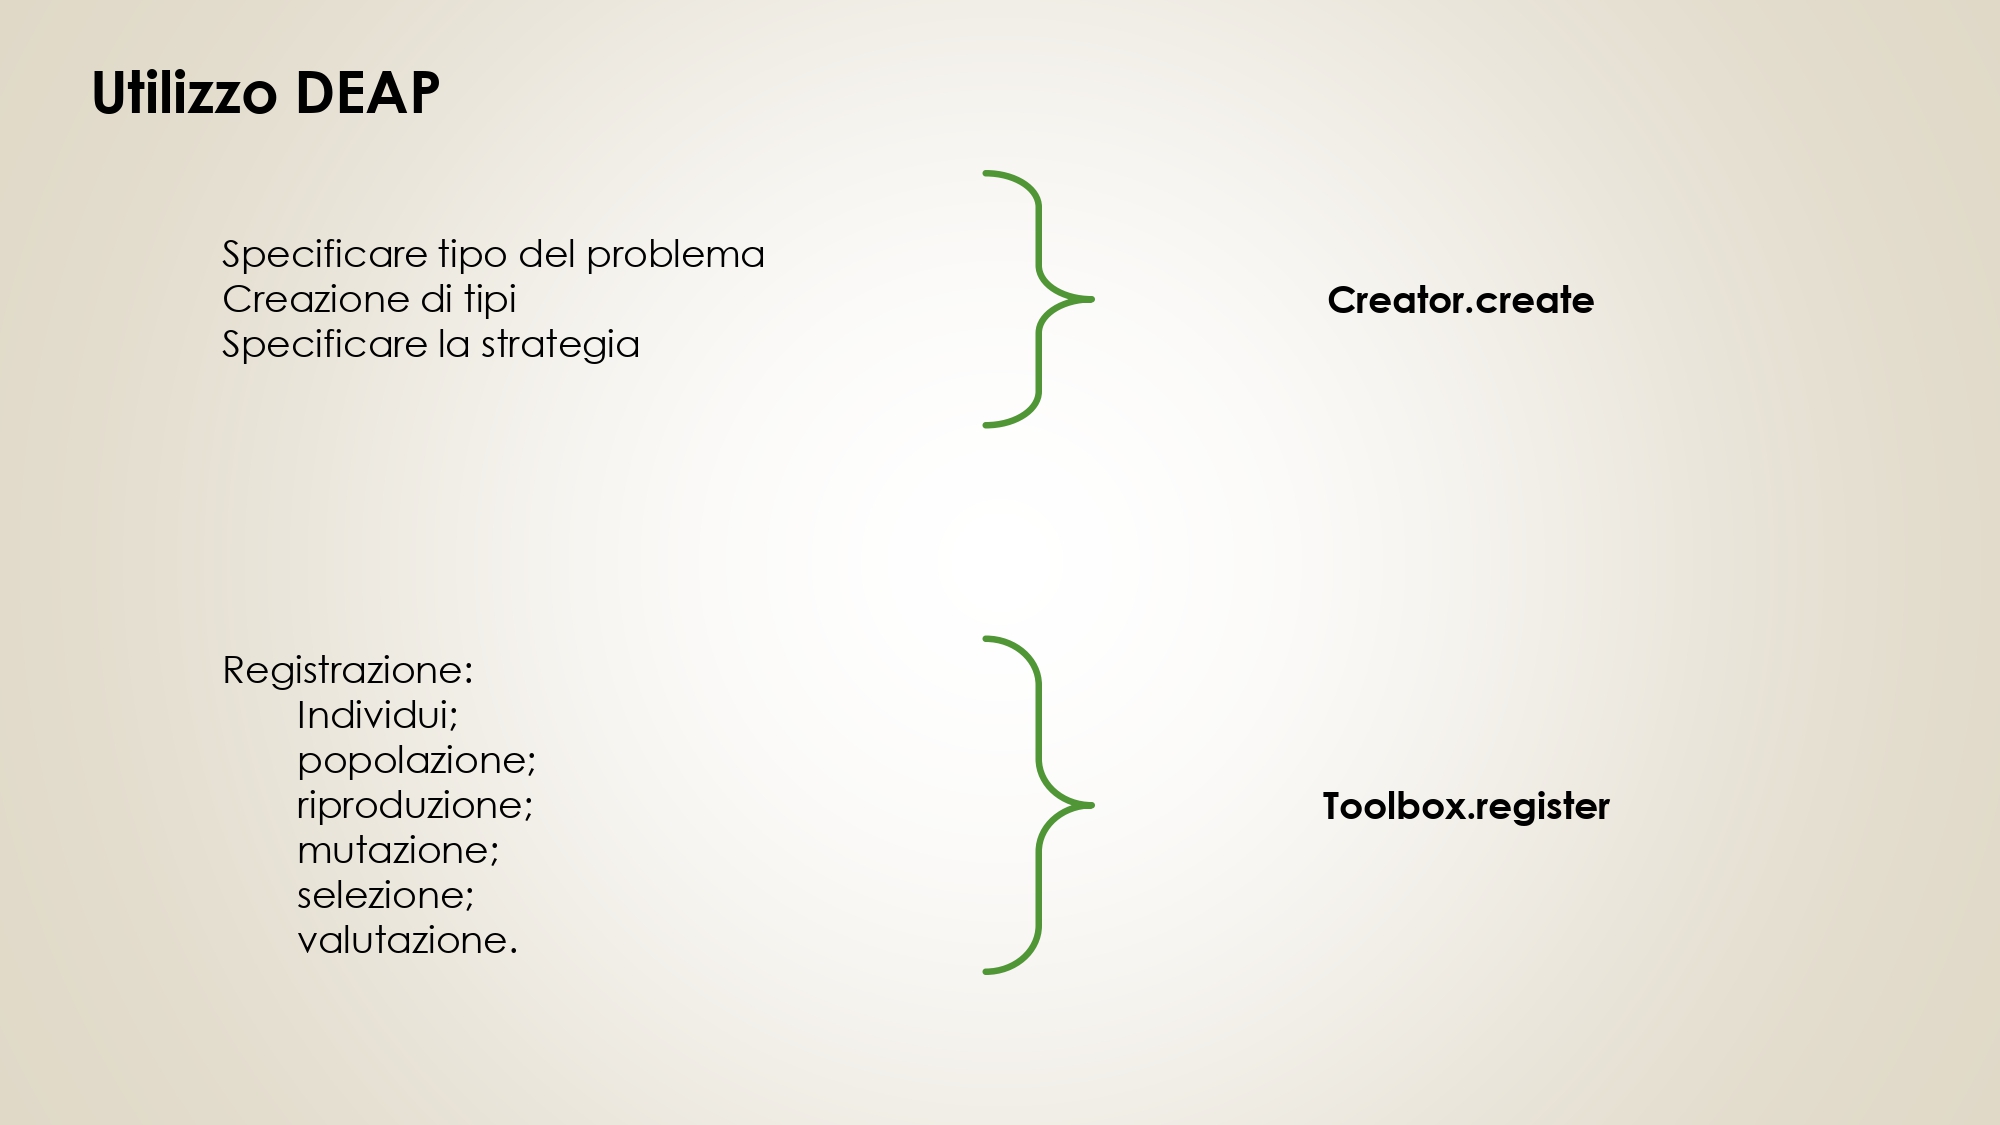 Utilizzo DEAP
Specificare tipo del problema
Creazione di tipi
Specificare la strategia
Creator.create
Registrazione:
Individui;
popolazione;
riproduzione;
mutazione;
selezione;
valutazione.
Toolbox.register